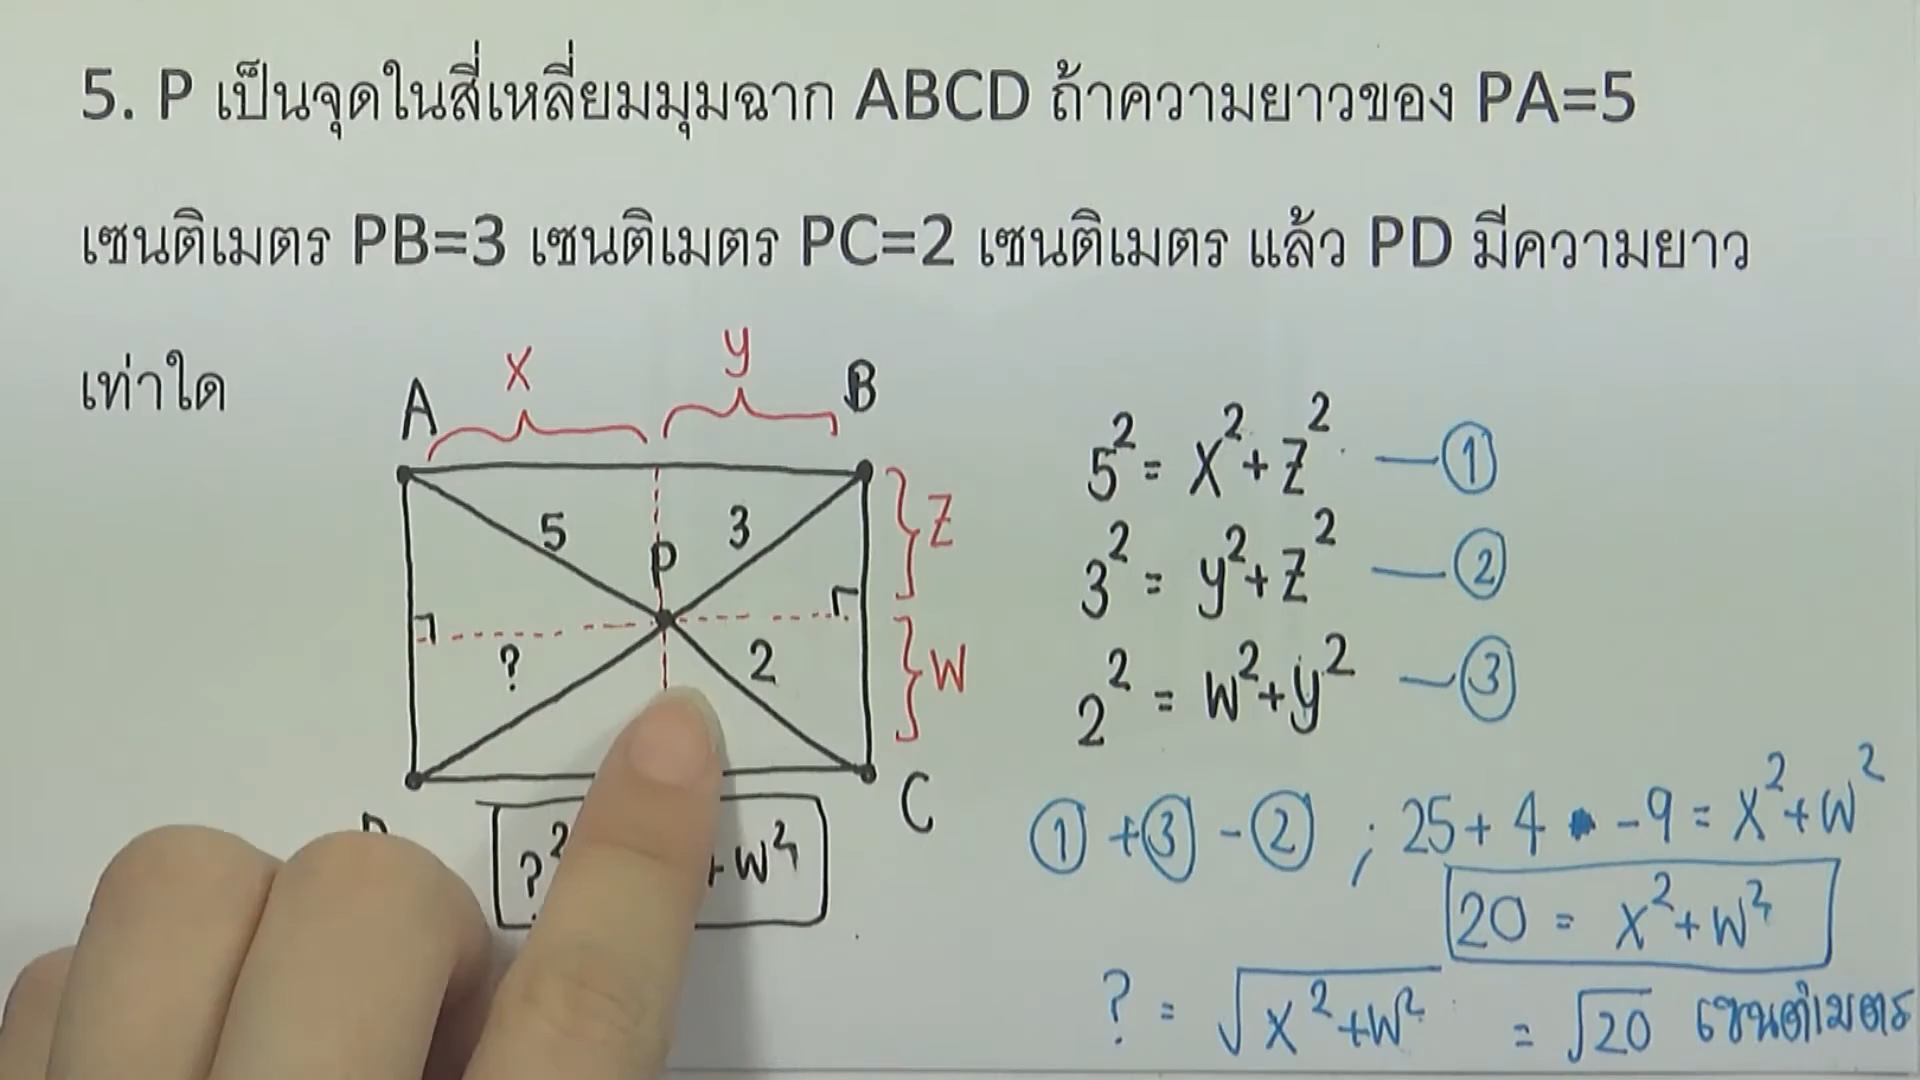 5. P เป็นจุดในสี่เหลี่ยมมุมฉาก ABCD ถ้าความยาวของ PA=5
เซนติเมตร PB=3 เซนติเมตร PC=2 เซนติเมตร แล้ว PD มีความยาว
เท่าใด
x y
A B
5 3 P Z
? 2 W
C
?² + W²
5² = x² + z² — ①
3² = y² + z² — ②
2² = w² + y² — ③
① + ③ - ② ; 25 + 4 - 9 = x² + w²
20 = x² + w²
? = √x² + w² = √20 เซนติเมตร